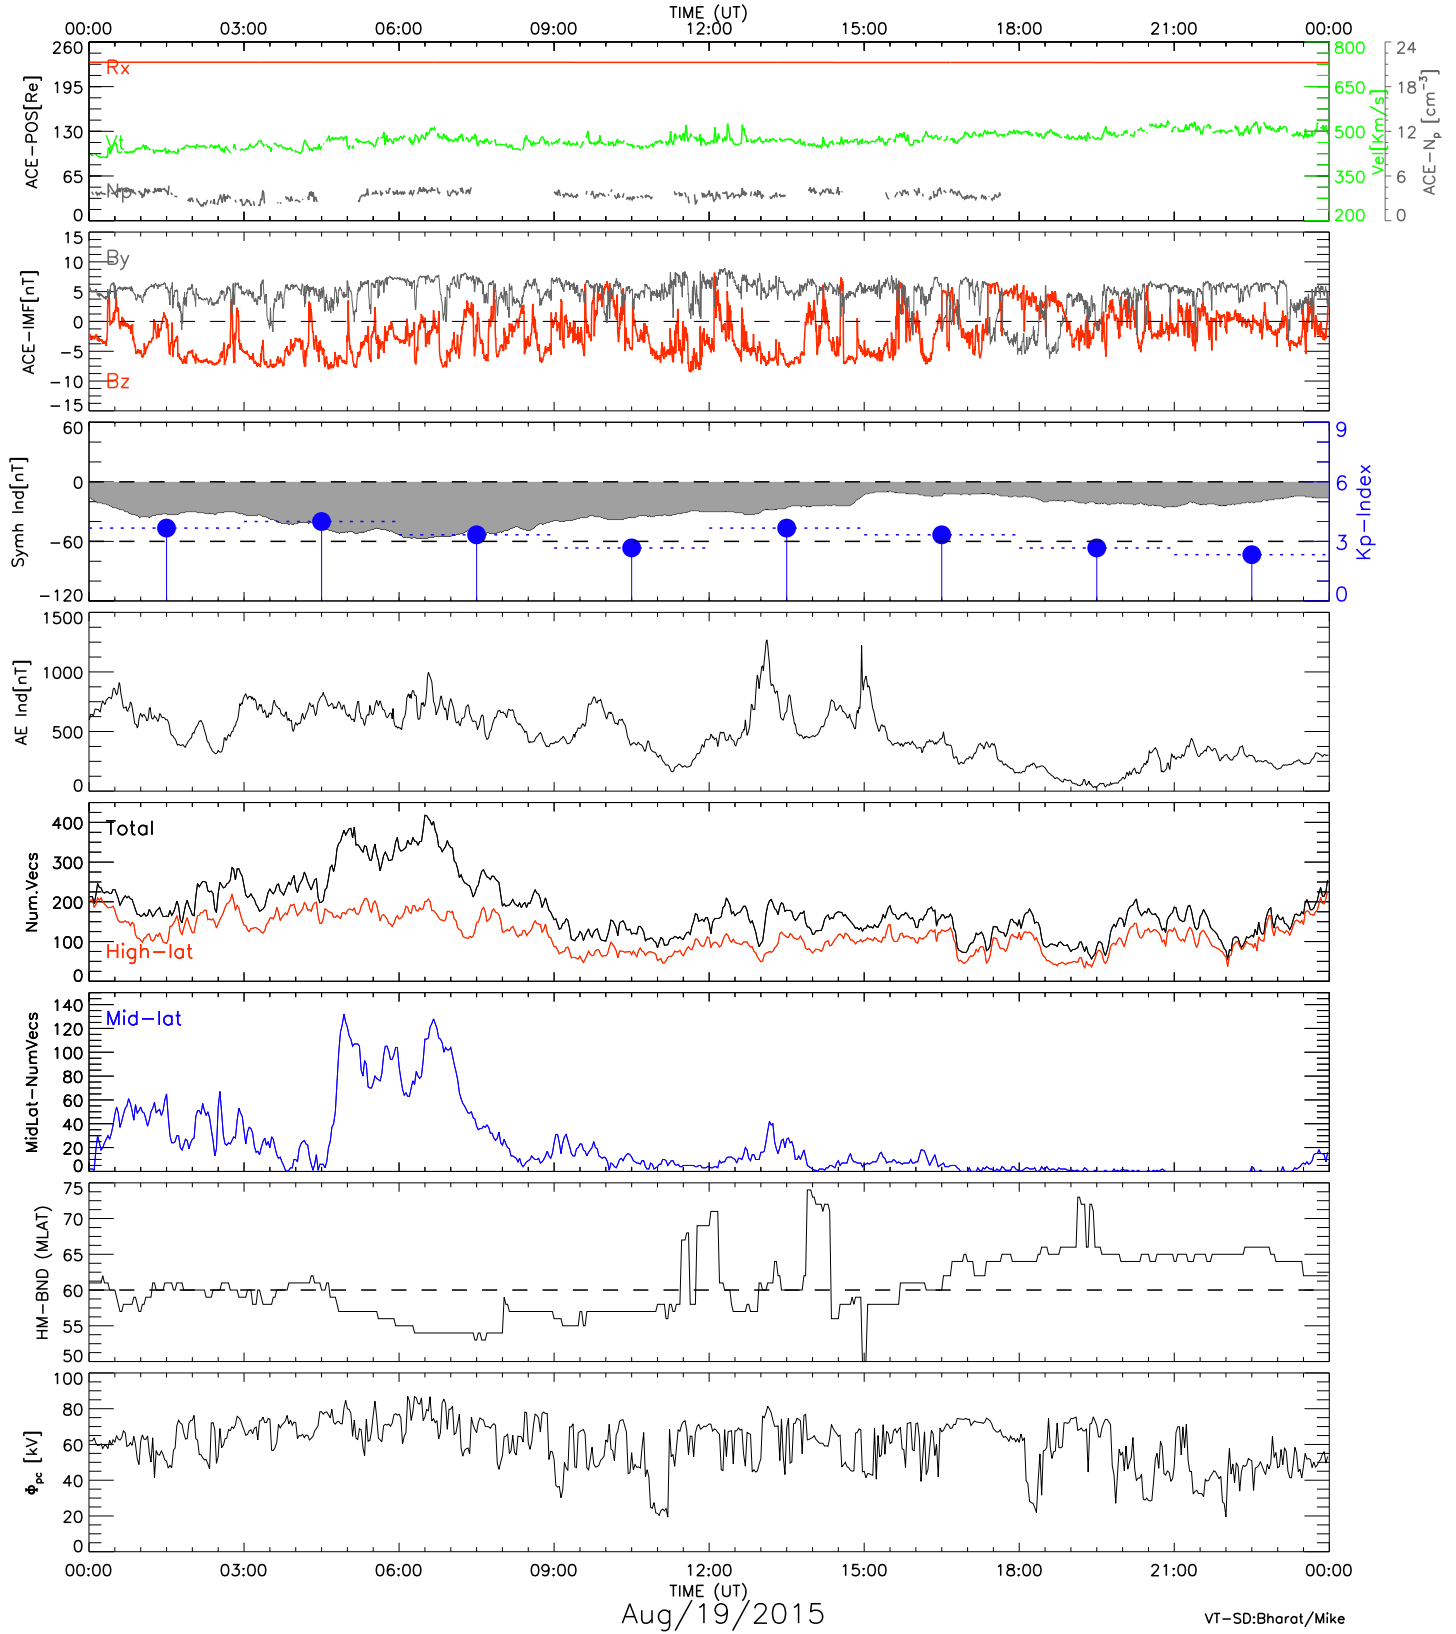 TIME (UT)
00:00 03:00 06:00 09:00 12:00 15:00 18:00 21:00 00:00
ACE-POS[Re]
260
195
130
65
0
Rx
Vt
Np
800
650
500
350
200
Vel[Km/s]
24
18
12
6
0
ACE-Np [cm-3]
ACE-IMF[nT]
15
10
5
0
-5
-10
-15
By
Bz
Symh Ind[nT]
60
0
-60
-120
9
6
3
0
Kp-Index
AE Ind[nT]
1500
1000
500
0
Num.Vecs
400
300
200
100
0
Total
High-lat
MidLat-NumVecs
140
120
100
80
60
40
20
0
Mid-lat
HM-BND (MLAT)
75
70
65
60
55
50
Φpc [kV]
100
80
60
40
20
0
00:00 03:00 06:00 09:00 12:00 15:00 18:00 21:00 00:00
TIME (UT)
Aug/19/2015
VT-SD:Bharat/Mike